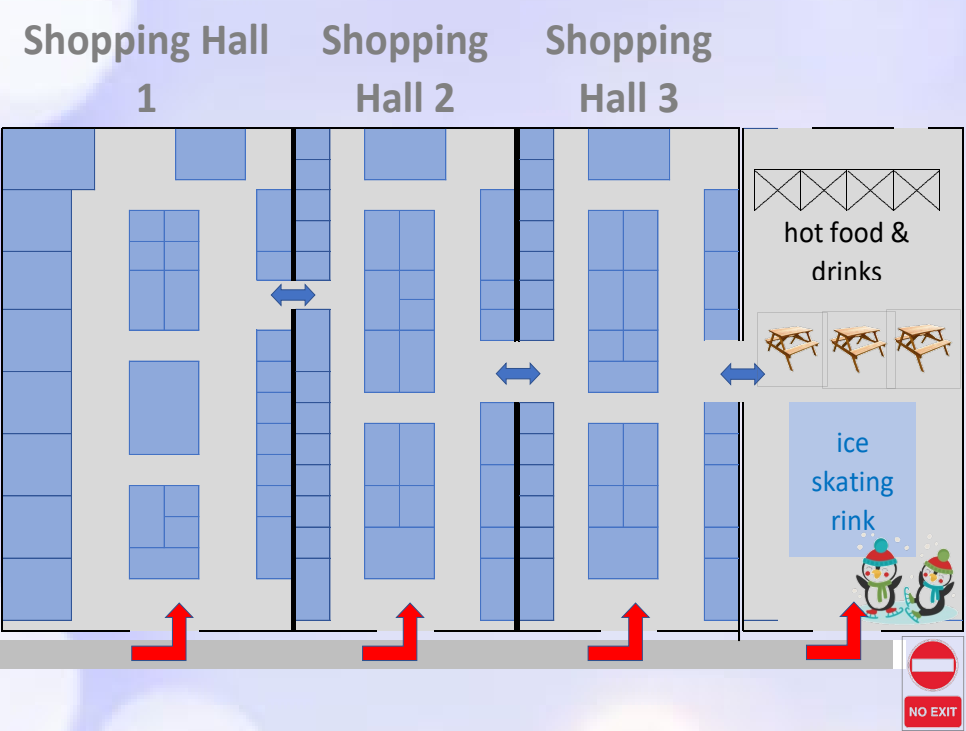 Shopping Hall
1
Shopping
Hall 2
Shopping
Hall 3
hot food &
drinks
ice
skating
rink
NO EXIT